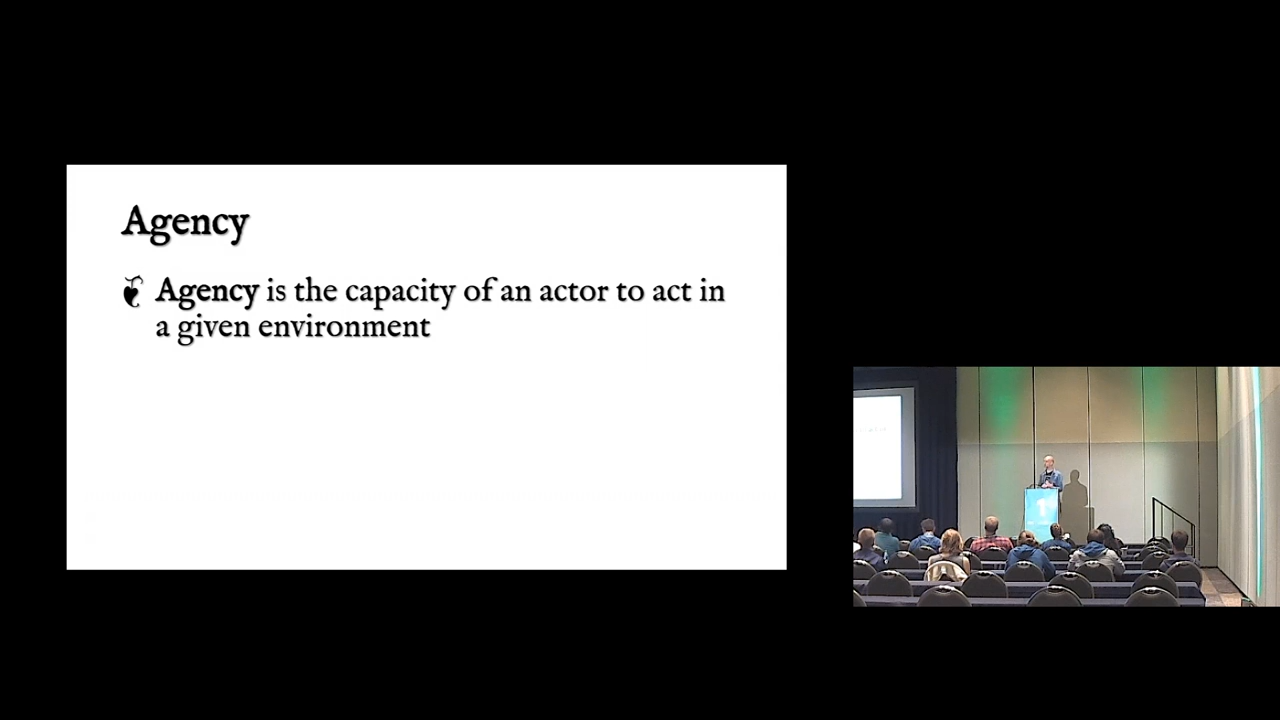 Agency
Agency is the capacity of an actor to act in
a given environment